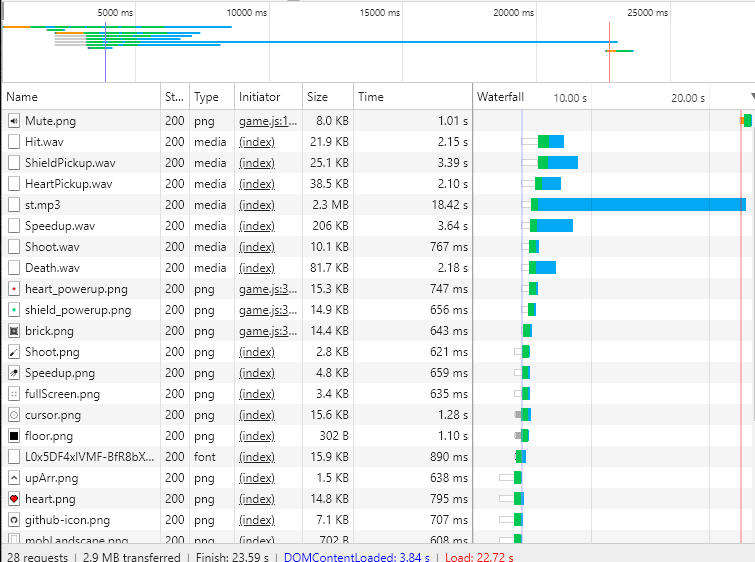 5000 ms 10000 ms 15000 ms 20000 ms 25000 ms
Name St... Type Initiator Size Time Waterfall 10.00 s 20.00 s
Mute.png 200 png game.js:1... 8.0 KB 1.01 s
Hit.wav 200 media (index) 21.9 KB 2.15 s
ShieldPickup.wav 200 media (index) 25.1 KB 3.39 s
HeartPickup.wav 200 media (index) 38.5 KB 2.10 s
st.mp3 200 media (index) 2.3 MB 18.42 s
Speedup.wav 200 media (index) 206 KB 3.64 s
Shoot.wav 200 media (index) 10.1 KB 767 ms
Death.wav 200 media (index) 81.7 KB 2.18 s
heart_powerup.png 200 png game.js:3... 15.3 KB 747 ms
shield_powerup.png 200 png game.js:3... 14.9 KB 656 ms
brick.png 200 png game.js:3... 14.4 KB 643 ms
Shoot.png 200 png (index) 2.8 KB 621 ms
Speedup.png 200 png (index) 4.8 KB 659 ms
fullScreen.png 200 png (index) 3.4 KB 635 ms
cursor.png 200 png (index) 15.6 KB 1.28 s
floor.png 200 png (index) 302 B 1.10 s
L0x5DF4xlVMF-BfR8bX... 200 font (index) 15.9 KB 890 ms
upArr.png 200 png (index) 1.5 KB 638 ms
heart.png 200 png (index) 14.8 KB 795 ms
github-icon.png 200 png (index) 7.1 KB 707 ms
mobLandscape.png 200 png (index) 702 B 608 ms
28 requests | 2.9 MB transferred | Finish: 23.59 s | DOMContentLoaded: 3.84 s | Load: 22.72 s